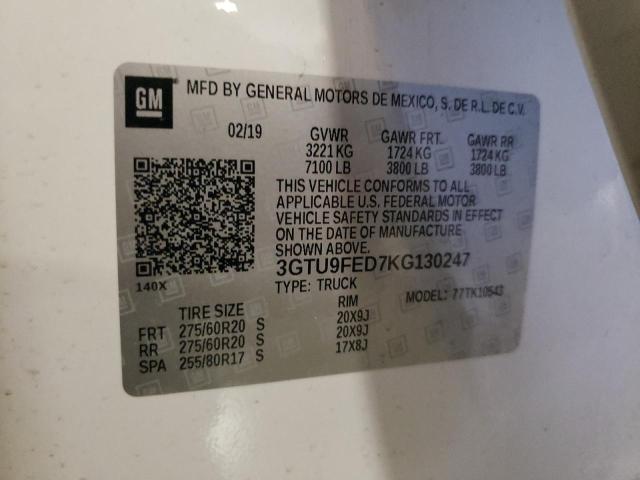 GM
MFD BY GENERAL MOTORS DE MEXICO, S. DE R.L. DE C.V.
02/19 GVWR GAWR FRT. GAWR RR
3221 KG 1724 KG 1724 KG
7100 LB 3800 LB 3800 LB
THIS VEHICLE CONFORMS TO ALL
APPLICABLE U.S. FEDERAL MOTOR
VEHICLE SAFETY STANDARDS IN EFFECT
ON THE DATE OF MANUFACTURE
SHOWN ABOVE.
3GTU9FED7KG130247
140X TYPE: TRUCK MODEL: 77TK10543
TIRE SIZE RIM
FRT 275/60R20 S 20X9J
RR 275/60R20 S 20X9J
SPA 255/80R17 S 17X8J